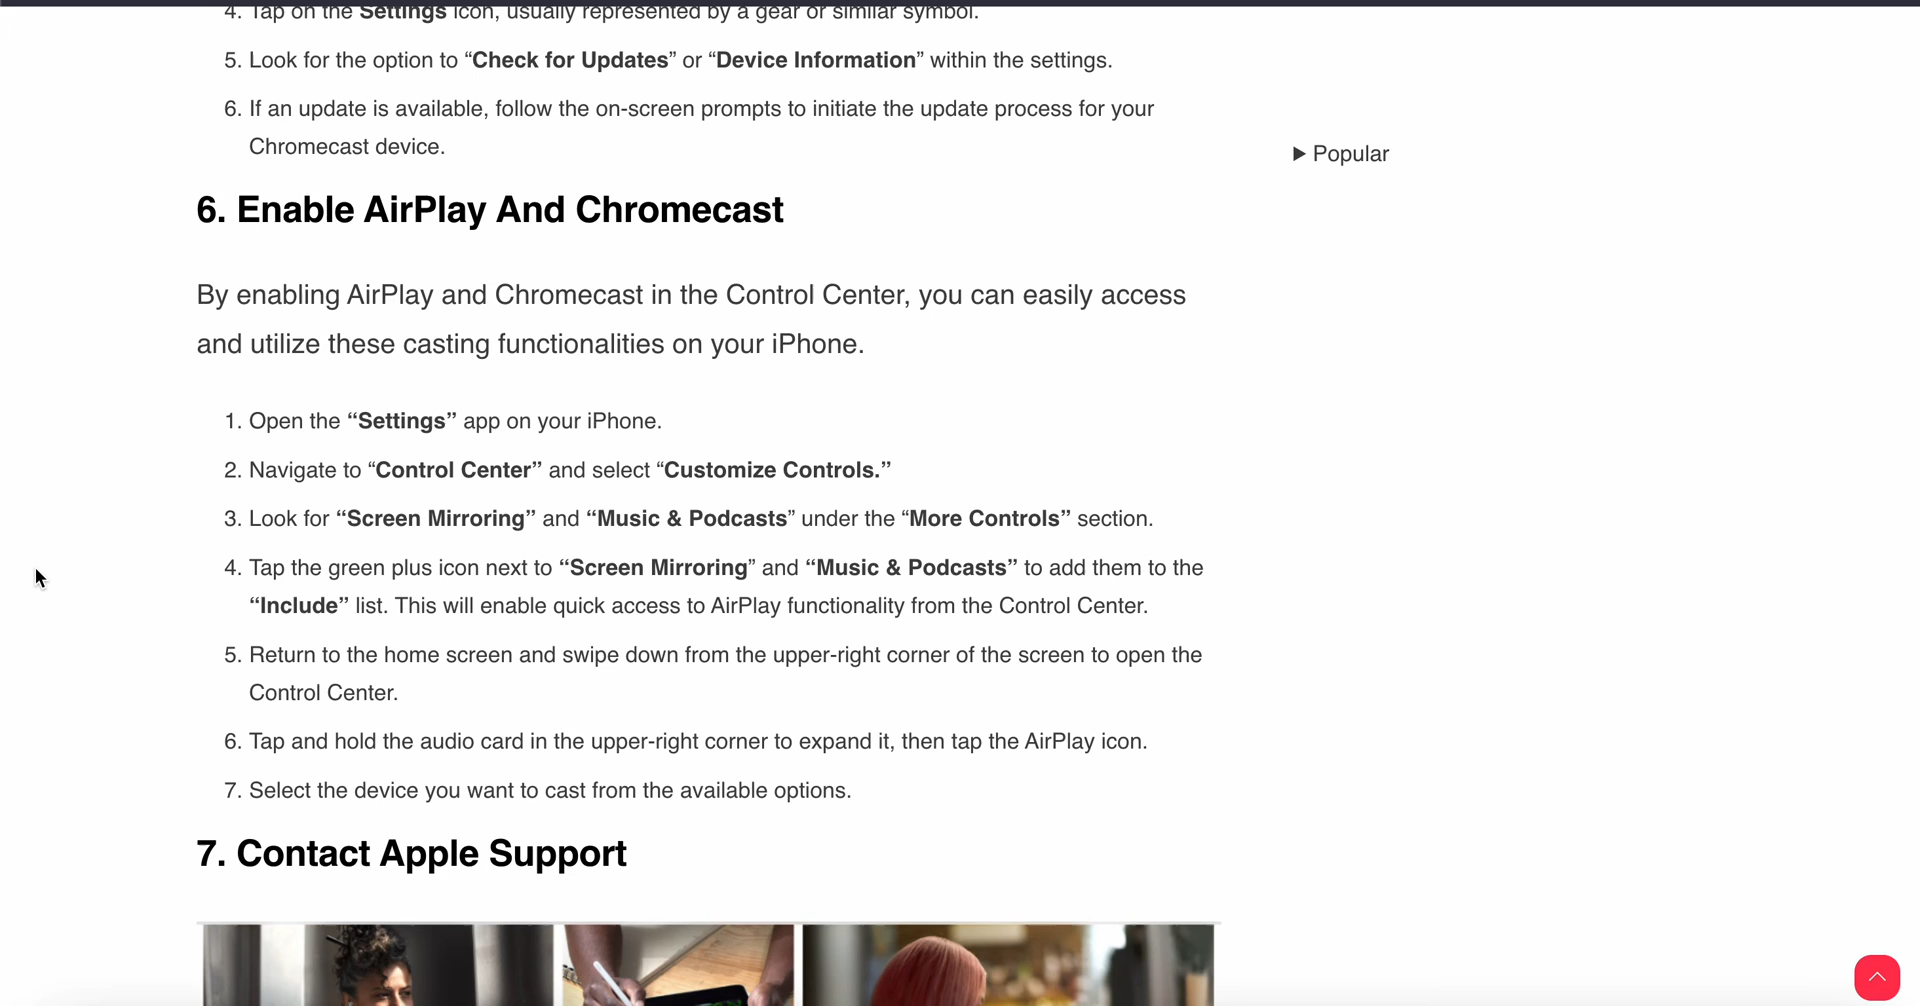 4. Tap on the Settings icon, usually represented by a gear or similar symbol.
5. Look for the option to “Check for Updates” or “Device Information” within the settings.
6. If an update is available, follow the on-screen prompts to initiate the update process for your
Chromecast device.
▶ Popular
6. Enable AirPlay And Chromecast
By enabling AirPlay and Chromecast in the Control Center, you can easily access
and utilize these casting functionalities on your iPhone.
1. Open the “Settings” app on your iPhone.
2. Navigate to “Control Center” and select “Customize Controls.”
3. Look for “Screen Mirroring” and “Music & Podcasts” under the “More Controls” section.
4. Tap the green plus icon next to “Screen Mirroring” and “Music & Podcasts” to add them to the
“Include” list. This will enable quick access to AirPlay functionality from the Control Center.
5. Return to the home screen and swipe down from the upper-right corner of the screen to open the
Control Center.
6. Tap and hold the audio card in the upper-right corner to expand it, then tap the AirPlay icon.
7. Select the device you want to cast from the available options.
7. Contact Apple Support